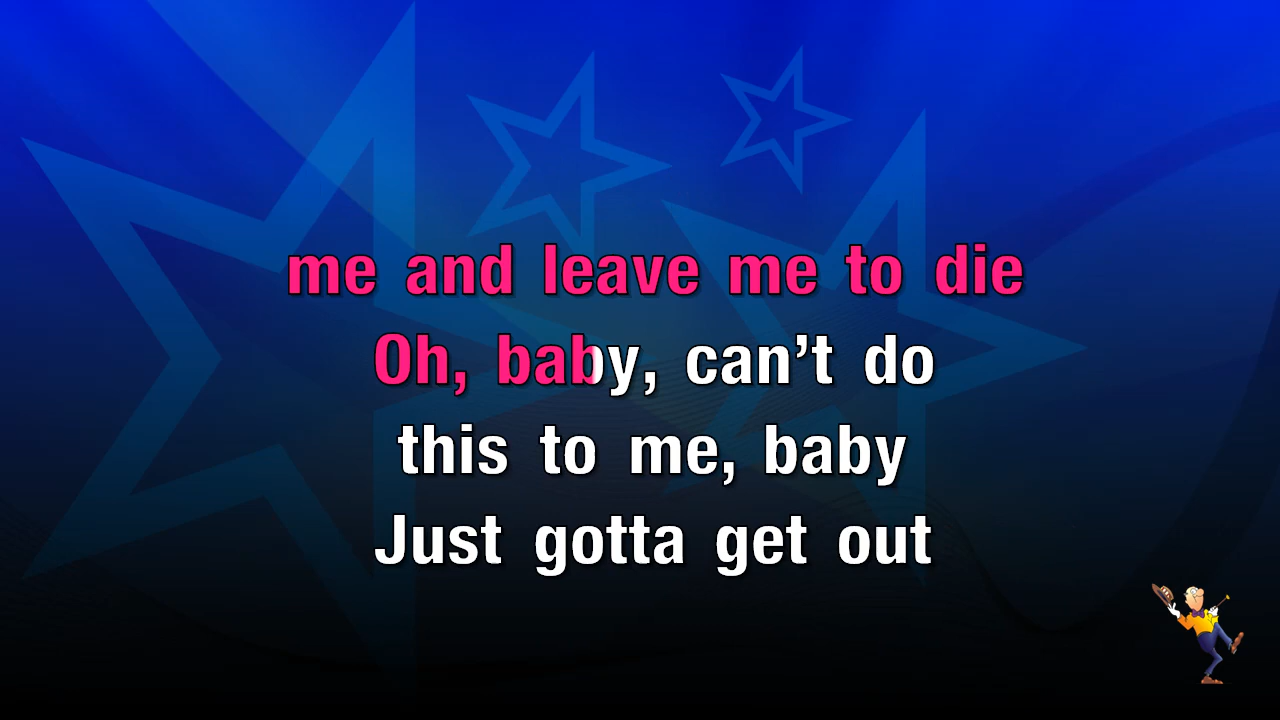 me and leave me to die
Oh, baby, can’t do
this to me, baby
Just gotta get out